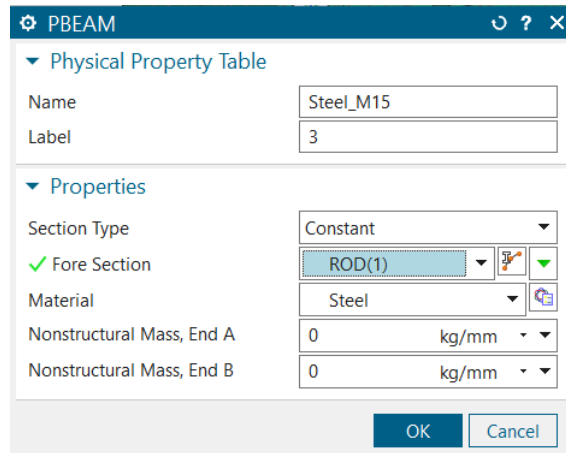 PBEAM ?
Physical Property Table
Name Steel_M15
Label 3
Properties
Section Type Constant
Fore Section ROD(1)
Material Steel
Nonstructural Mass, End A 0 kg/mm
Nonstructural Mass, End B 0 kg/mm
OK Cancel